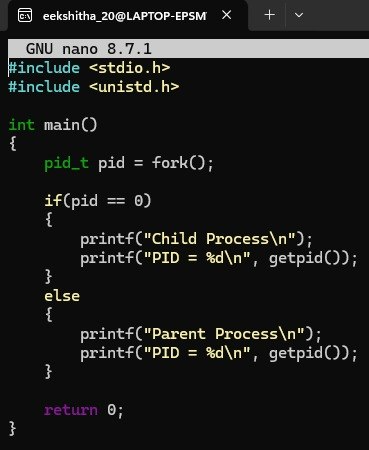 eekshitha_20@LAPTOP-EPSM
GNU nano 8.7.1
#include <stdio.h>
#include <unistd.h>

int main()
{
    pid_t pid = fork();

    if(pid == 0)
    {
        printf("Child Process\n");
        printf("PID = %d\n", getpid());
    }
    else
    {
        printf("Parent Process\n");
        printf("PID = %d\n", getpid());
    }

    return 0;
}